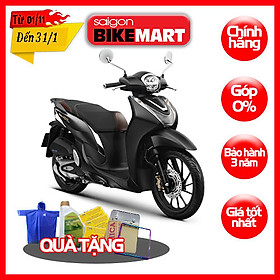 Từ 01/11
Đến 31/1
saigon
BIKEMART
Chính
hãng
Góp
0%
Bảo hành
3 năm
Giá tốt
nhất
QUÀ TẶNG